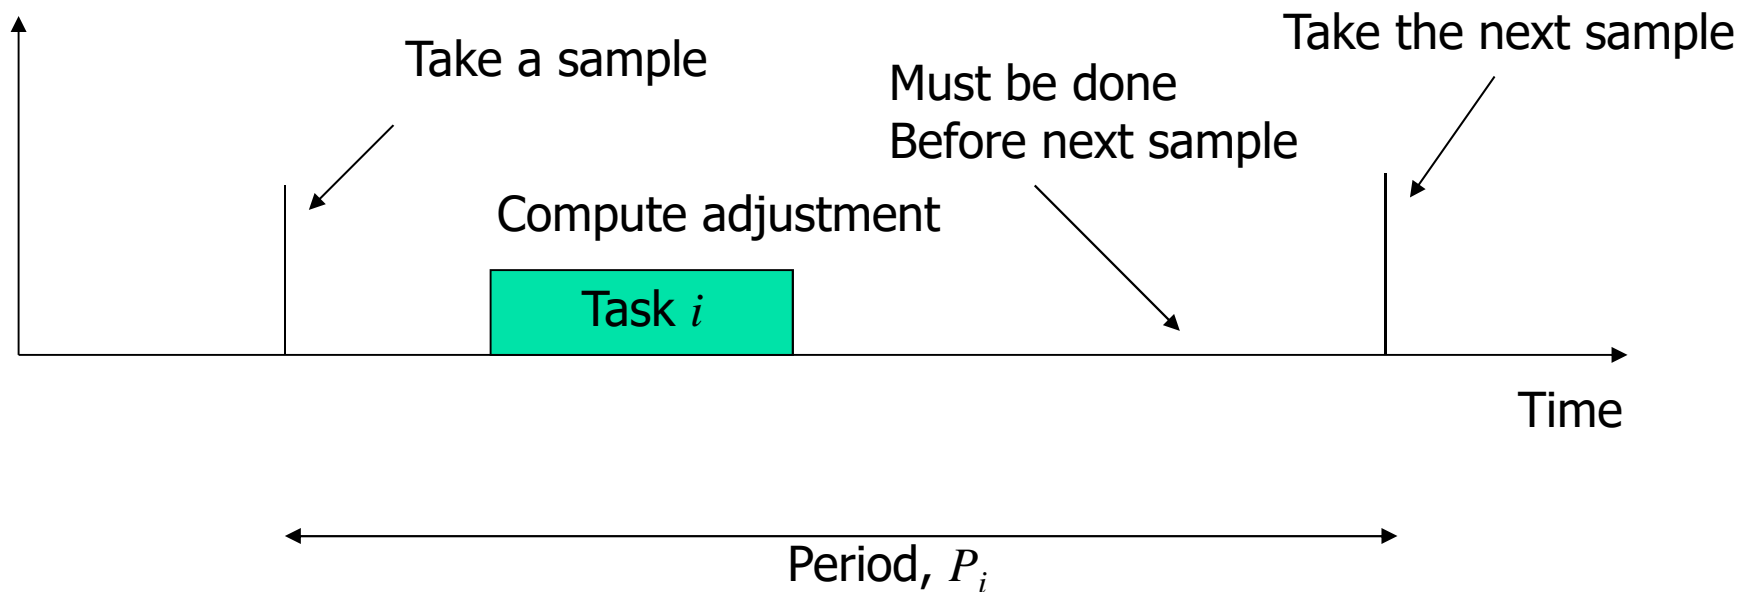 Take the next sample
Take a sample
Must be done
Before next sample
Compute adjustment
Task i
Time
Period, Pᵢ